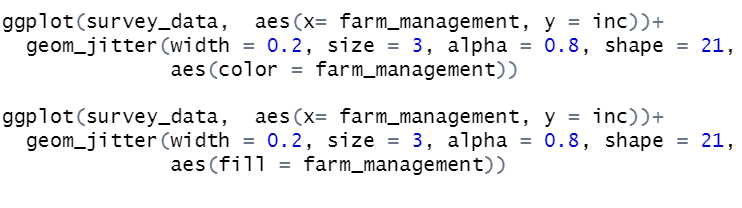 ggplot(survey_data,  aes(x= farm_management, y = inc))+
  geom_jitter(width = 0.2, size = 3, alpha = 0.8, shape = 21,
              aes(color = farm_management))

ggplot(survey_data,  aes(x= farm_management, y = inc))+
  geom_jitter(width = 0.2, size = 3, alpha = 0.8, shape = 21,
              aes(fill = farm_management))